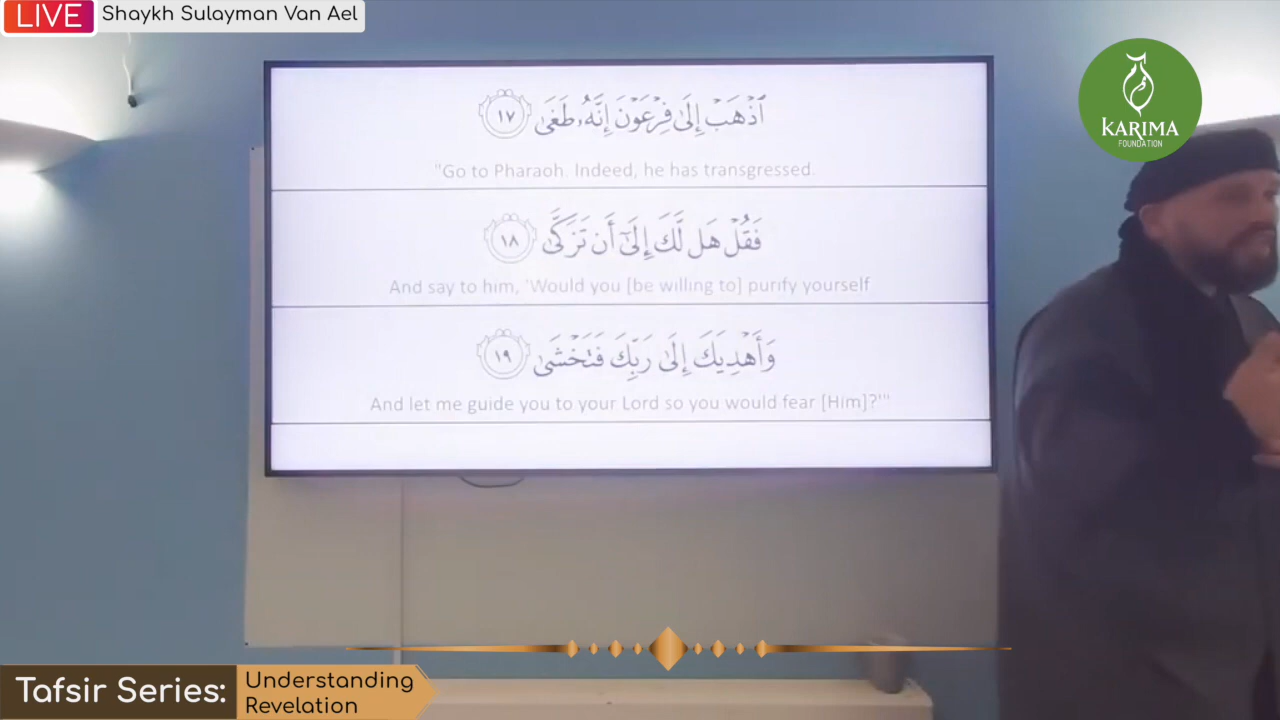 LIVE
Shaykh Sulayman Van Ael
KARIMA
FOUNDATION
ٱذْهَبْ إِلَىٰ فِرْعَوْنَ إِنَّهُۥ طَغَىٰ ١٧
"Go to Pharaoh. Indeed, he has transgressed.
فَقُلْ هَل لَّكَ إِلَىٰٓ أَن تَزَكَّىٰ ١٨
And say to him, 'Would you [be willing to] purify yourself
وَأَهْدِيَكَ إِلَىٰ رَبِّكَ فَتَخْشَىٰ ١٩
And let me guide you to your Lord so you would fear [Him]?'"
Tafsir Series:
Understanding
Revelation